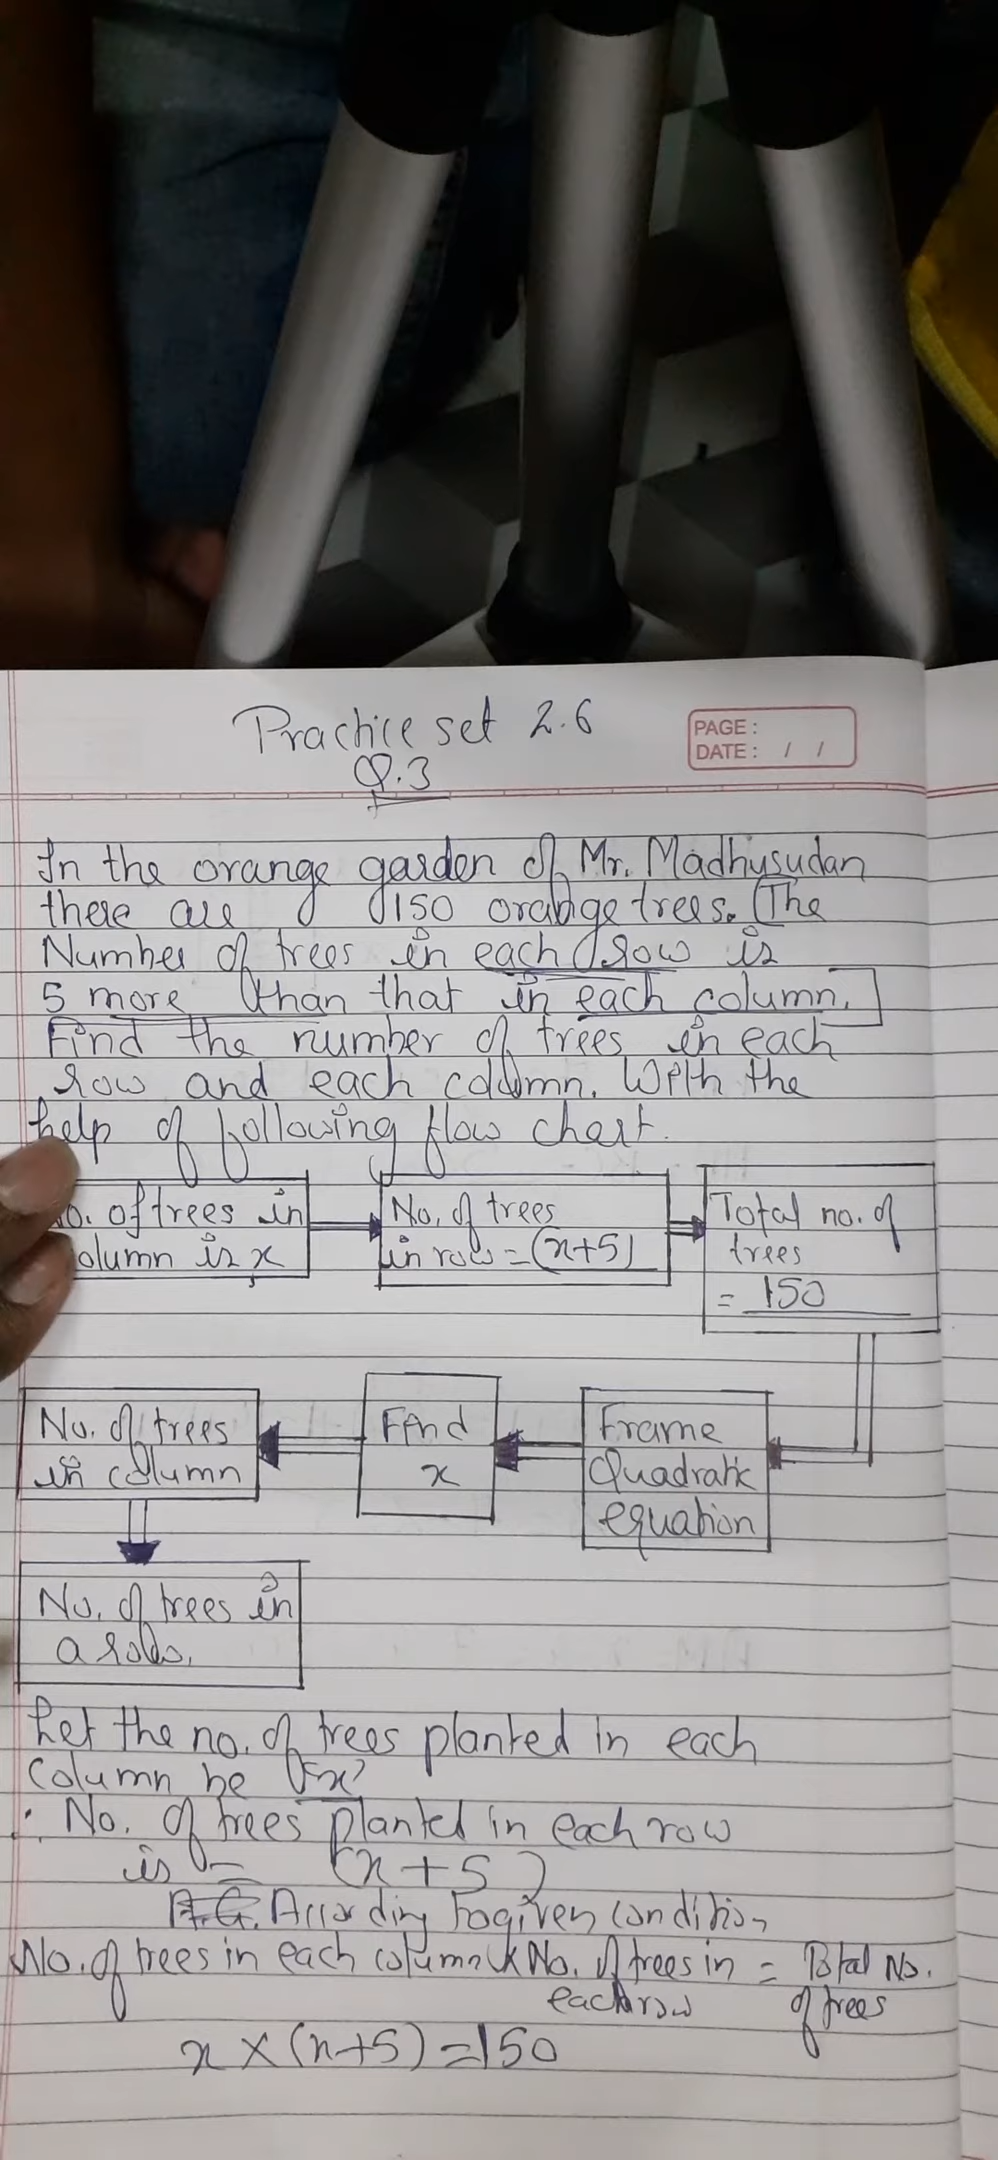 Practice set 2.6
PAGE :
DATE : / /
Q.3
In the orange garden of Mr. Madhusudan
there are 150 orange trees. The
Number of trees in each row is
5 more than that in each column.
Find the number of trees in each
row and each column. With the
help of following flow chart.
o. of trees in
olumn is x
No. of trees
in row = (x+5)
Total no. of
trees
= 150
Frame
Quadratic
equation
Find
x
No. of trees
in column
No. of trees in
a row.
Let the no. of trees planted in each
column be 'x'
∴ No. of trees planted in each row
is = (x+5)
According to given condition
No. of trees in each column x No. of trees in = Total No.
each row of trees
x × (x+5) = 150